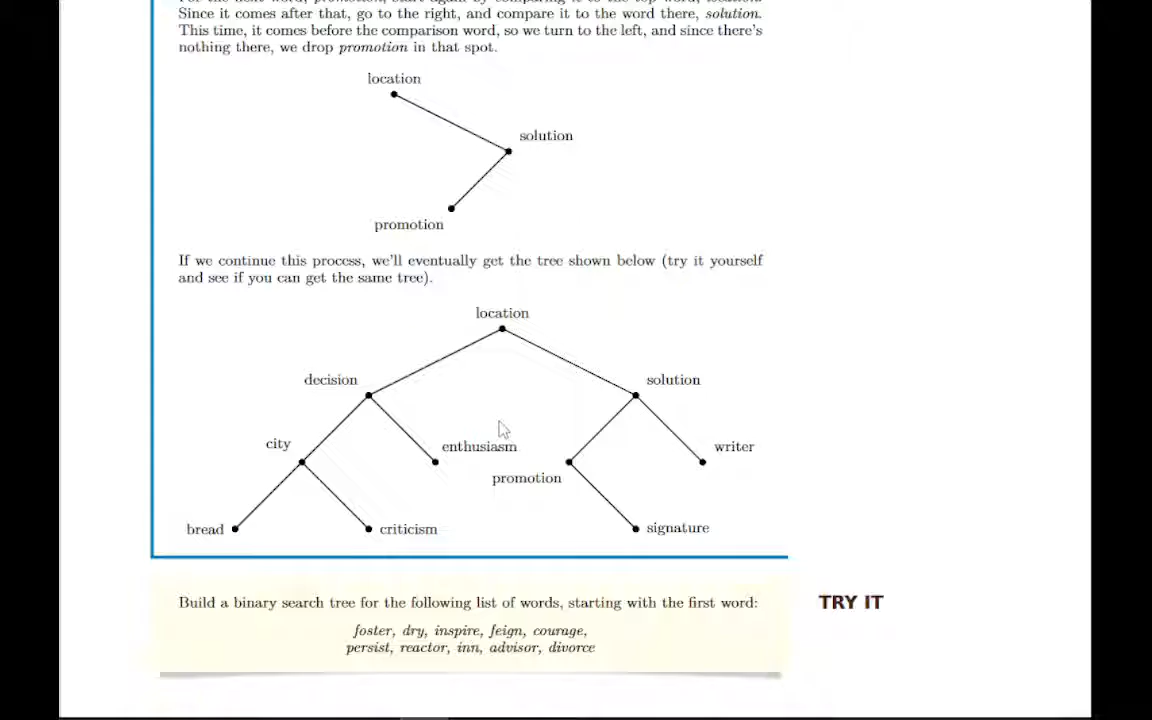 Since it comes after that, go to the right, and compare it to the word there, solution.
This time, it comes before the comparison word, so we turn to the left, and since there's
nothing there, we drop promotion in that spot.
location
solution
promotion
If we continue this process, we'll eventually get the tree shown below (try it yourself
and see if you can get the same tree).
location
decision
solution
city
enthusiasm
writer
promotion
bread
criticism
signature
Build a binary search tree for the following list of words, starting with the first word:
TRY IT
foster, dry, inspire, feign, courage,
persist, reactor, inn, advisor, divorce